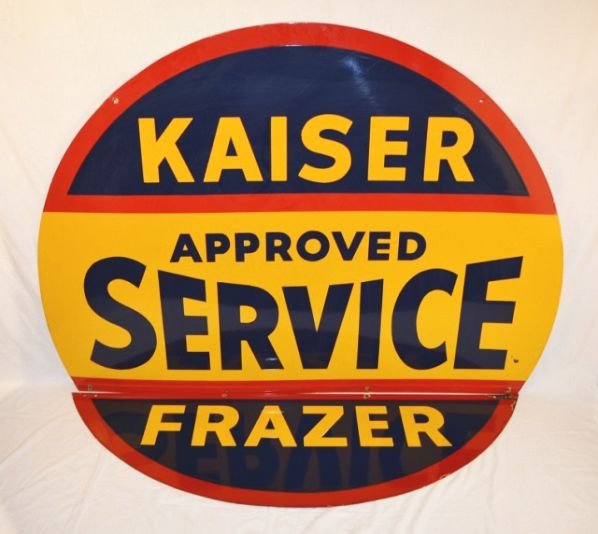 KAISER
APPROVED
SERVICE
FRAZER